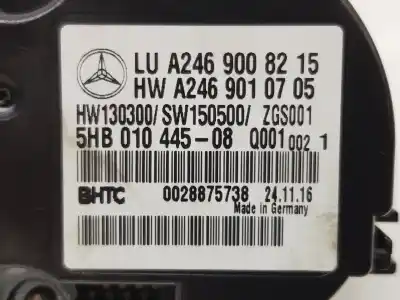 LU A246 900 82 15
HW A246 901 07 05
HW130300/SW150500/ ZGS001
5HB 010 445-08 Q001 002 1
BHTC 0028875738 24.11.16
Made in Germany